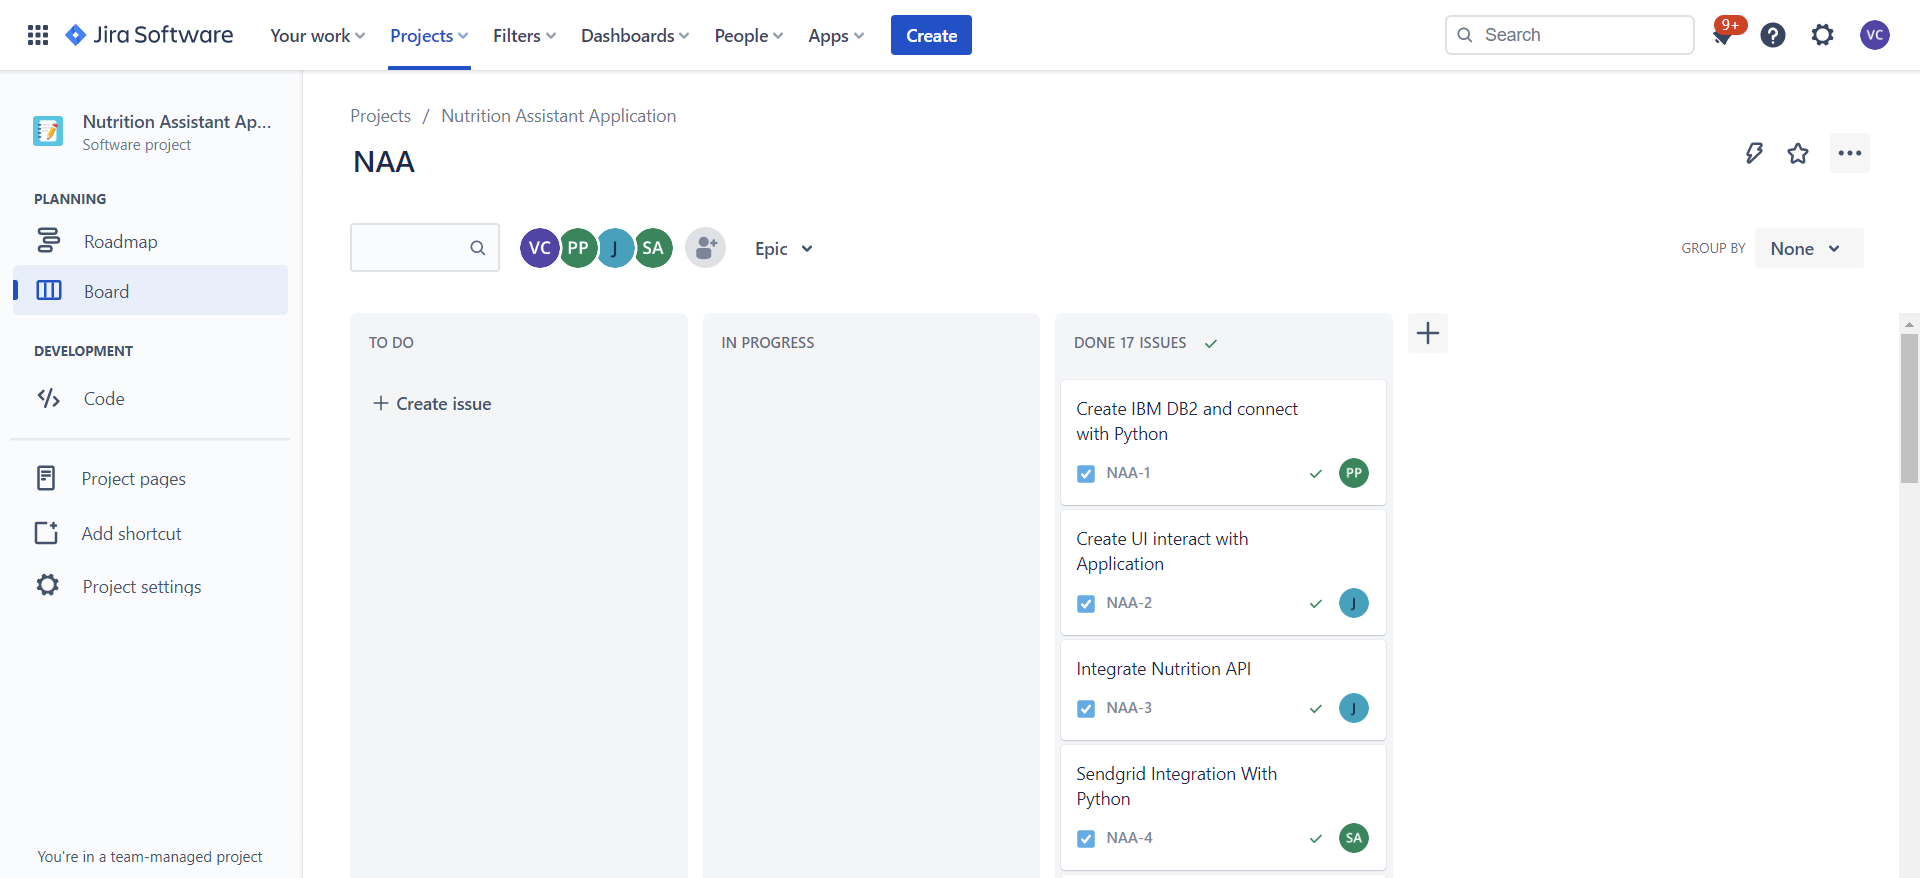 Jira Software
Your work
Projects
Filters
Dashboards
People
Apps
Create
Search
9+
VC
Nutrition Assistant Ap...
Software project
PLANNING
Roadmap
Board
DEVELOPMENT
Code
Project pages
Add shortcut
Project settings
You're in a team-managed project
Projects / Nutrition Assistant Application
NAA
VC
PP
J
SA
Epic
GROUP BY
None
TO DO
+ Create issue
IN PROGRESS
DONE 17 ISSUES
Create IBM DB2 and connect
with Python
NAA-1
PP
Create UI interact with
Application
NAA-2
J
Integrate Nutrition API
NAA-3
J
Sendgrid Integration With
Python
NAA-4
SA